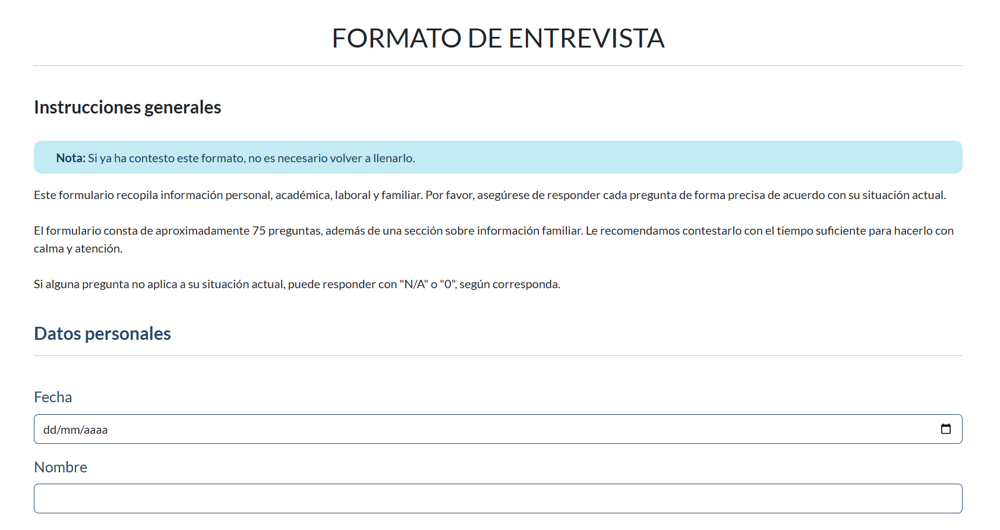 FORMATO DE ENTREVISTA
Instrucciones generales
Nota: Si ya ha contesto este formato, no es necesario volver a llenarlo.
Este formulario recopila información personal, académica, laboral y familiar. Por favor, asegúrese de responder cada pregunta de forma precisa de acuerdo con su situación actual.
El formulario consta de aproximadamente 75 preguntas, además de una sección sobre información familiar. Le recomendamos contestarlo con el tiempo suficiente para hacerlo con
calma y atención.
Si alguna pregunta no aplica a su situación actual, puede responder con "N/A" o "0", según corresponda.
Datos personales
Fecha
dd/mm/aaaa
Nombre